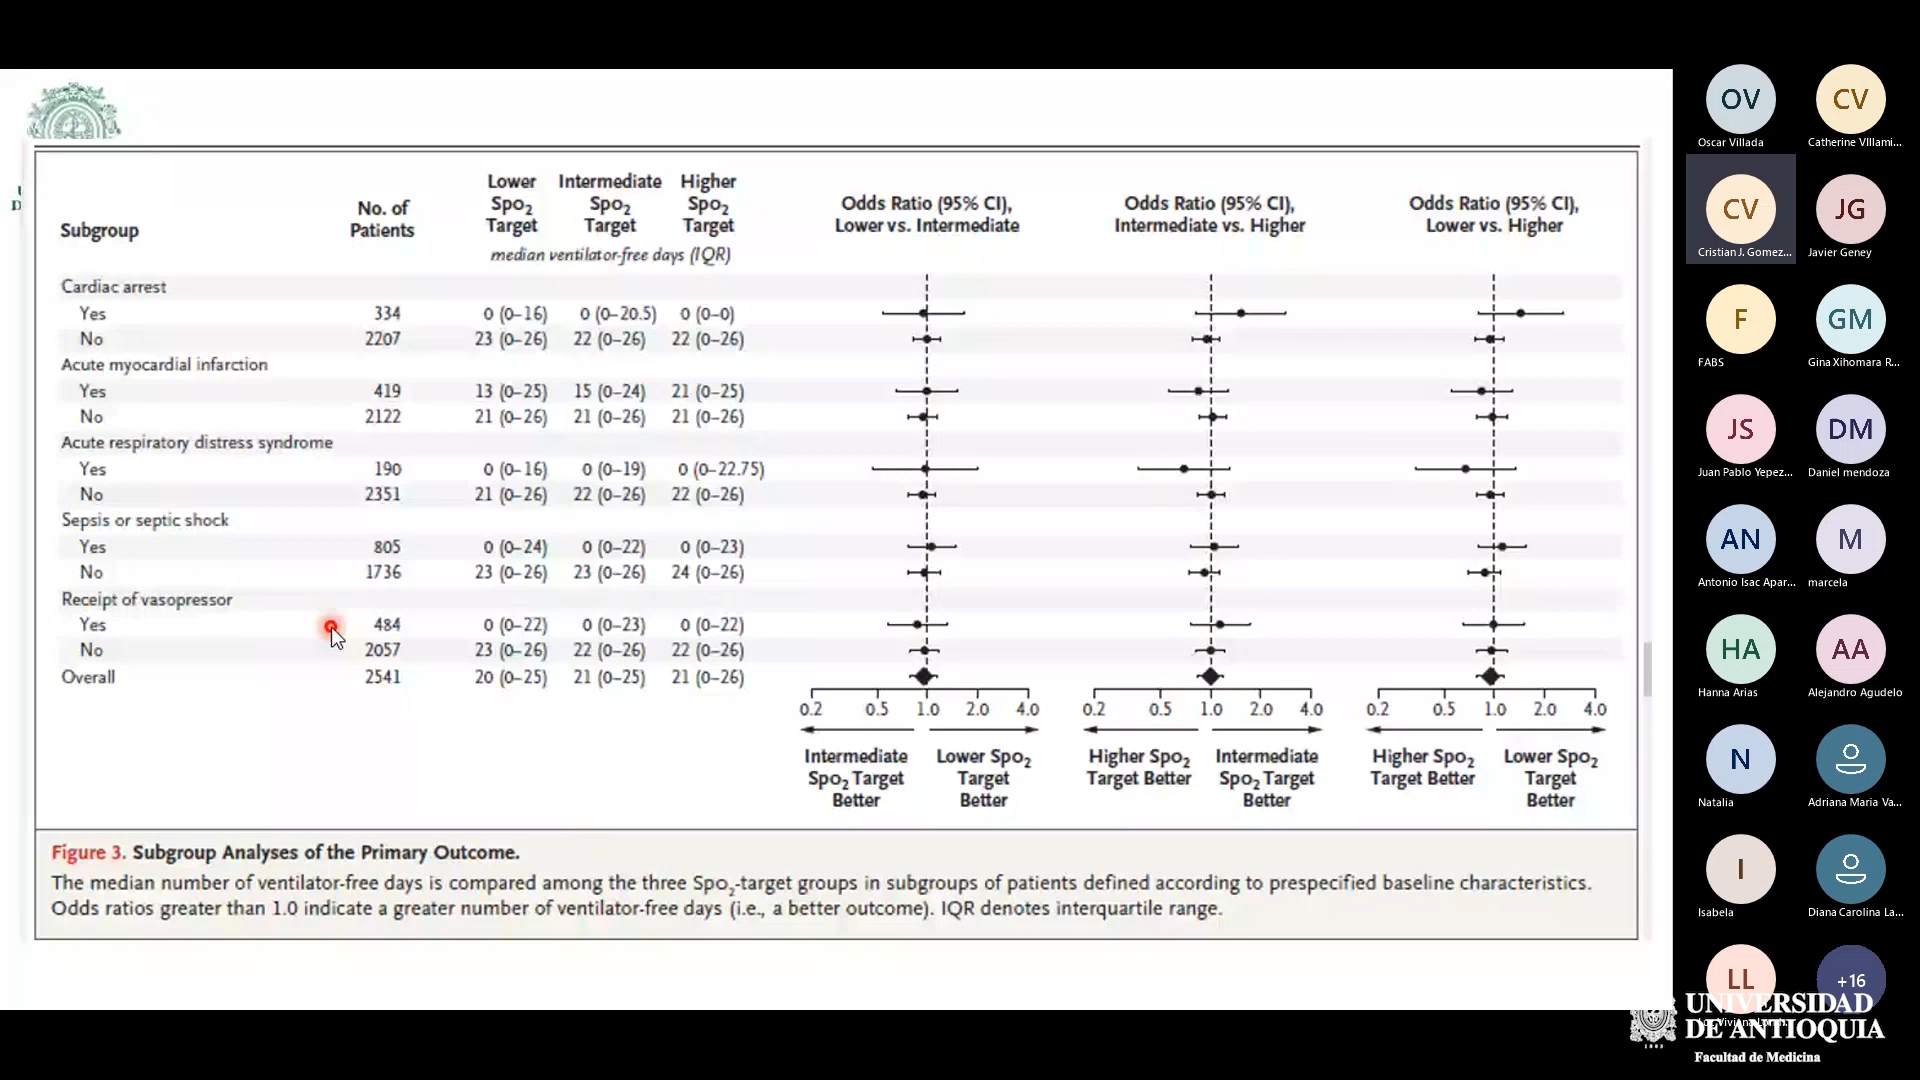 Subgroup
No. of
Patients
Lower
Spo2
Target
Intermediate
Spo2
Target
Higher
Spo2
Target
median ventilator-free days (IQR)
Odds Ratio (95% CI),
Lower vs. Intermediate
Odds Ratio (95% CI),
Intermediate vs. Higher
Odds Ratio (95% CI),
Lower vs. Higher
Cardiac arrest
Yes 334 0 (0–16) 0 (0–20.5) 0 (0–0)
No 2207 23 (0–26) 22 (0–26) 22 (0–26)
Acute myocardial infarction
Yes 419 13 (0–25) 15 (0–24) 21 (0–25)
No 2122 21 (0–26) 21 (0–26) 21 (0–26)
Acute respiratory distress syndrome
Yes 190 0 (0–16) 0 (0–19) 0 (0–22.75)
No 2351 21 (0–26) 22 (0–26) 22 (0–26)
Sepsis or septic shock
Yes 805 0 (0–24) 0 (0–22) 0 (0–23)
No 1736 23 (0–26) 23 (0–26) 24 (0–26)
Receipt of vasopressor
Yes 484 0 (0–22) 0 (0–23) 0 (0–22)
No 2057 23 (0–26) 22 (0–26) 22 (0–26)
Overall 2541 20 (0–25) 21 (0–25) 21 (0–26)
0.2 0.5 1.0 2.0 4.0
0.2 0.5 1.0 2.0 4.0
0.2 0.5 1.0 2.0 4.0
Intermediate
Spo2 Target
Better
Lower Spo2
Target
Better
Higher Spo2
Target Better
Intermediate
Spo2 Target
Better
Higher Spo2
Target Better
Lower Spo2
Target
Better
Figure 3. Subgroup Analyses of the Primary Outcome.
The median number of ventilator-free days is compared among the three Spo2-target groups in subgroups of patients defined according to prespecified baseline characteristics.
Odds ratios greater than 1.0 indicate a greater number of ventilator-free days (i.e., a better outcome). IQR denotes interquartile range.
OV
Oscar Villada
CV
Catherine VIllami...
CV
Cristian J. Gomez...
JG
Javier Geney
F
FABS
GM
Gina Xihomara R...
JS
Juan Pablo Yepez...
DM
Daniel mendoza
AN
Antonio Isac Apar...
M
marcela
HA
Hanna Arias
AA
Alejandro Agudelo
N
Natalia
Adriana Maria Va...
I
Isabela
Diana Carolina La...
LL
+16
UNIVERSIDAD
DE ANTIOQUIA
1803
Facultad de Medicina